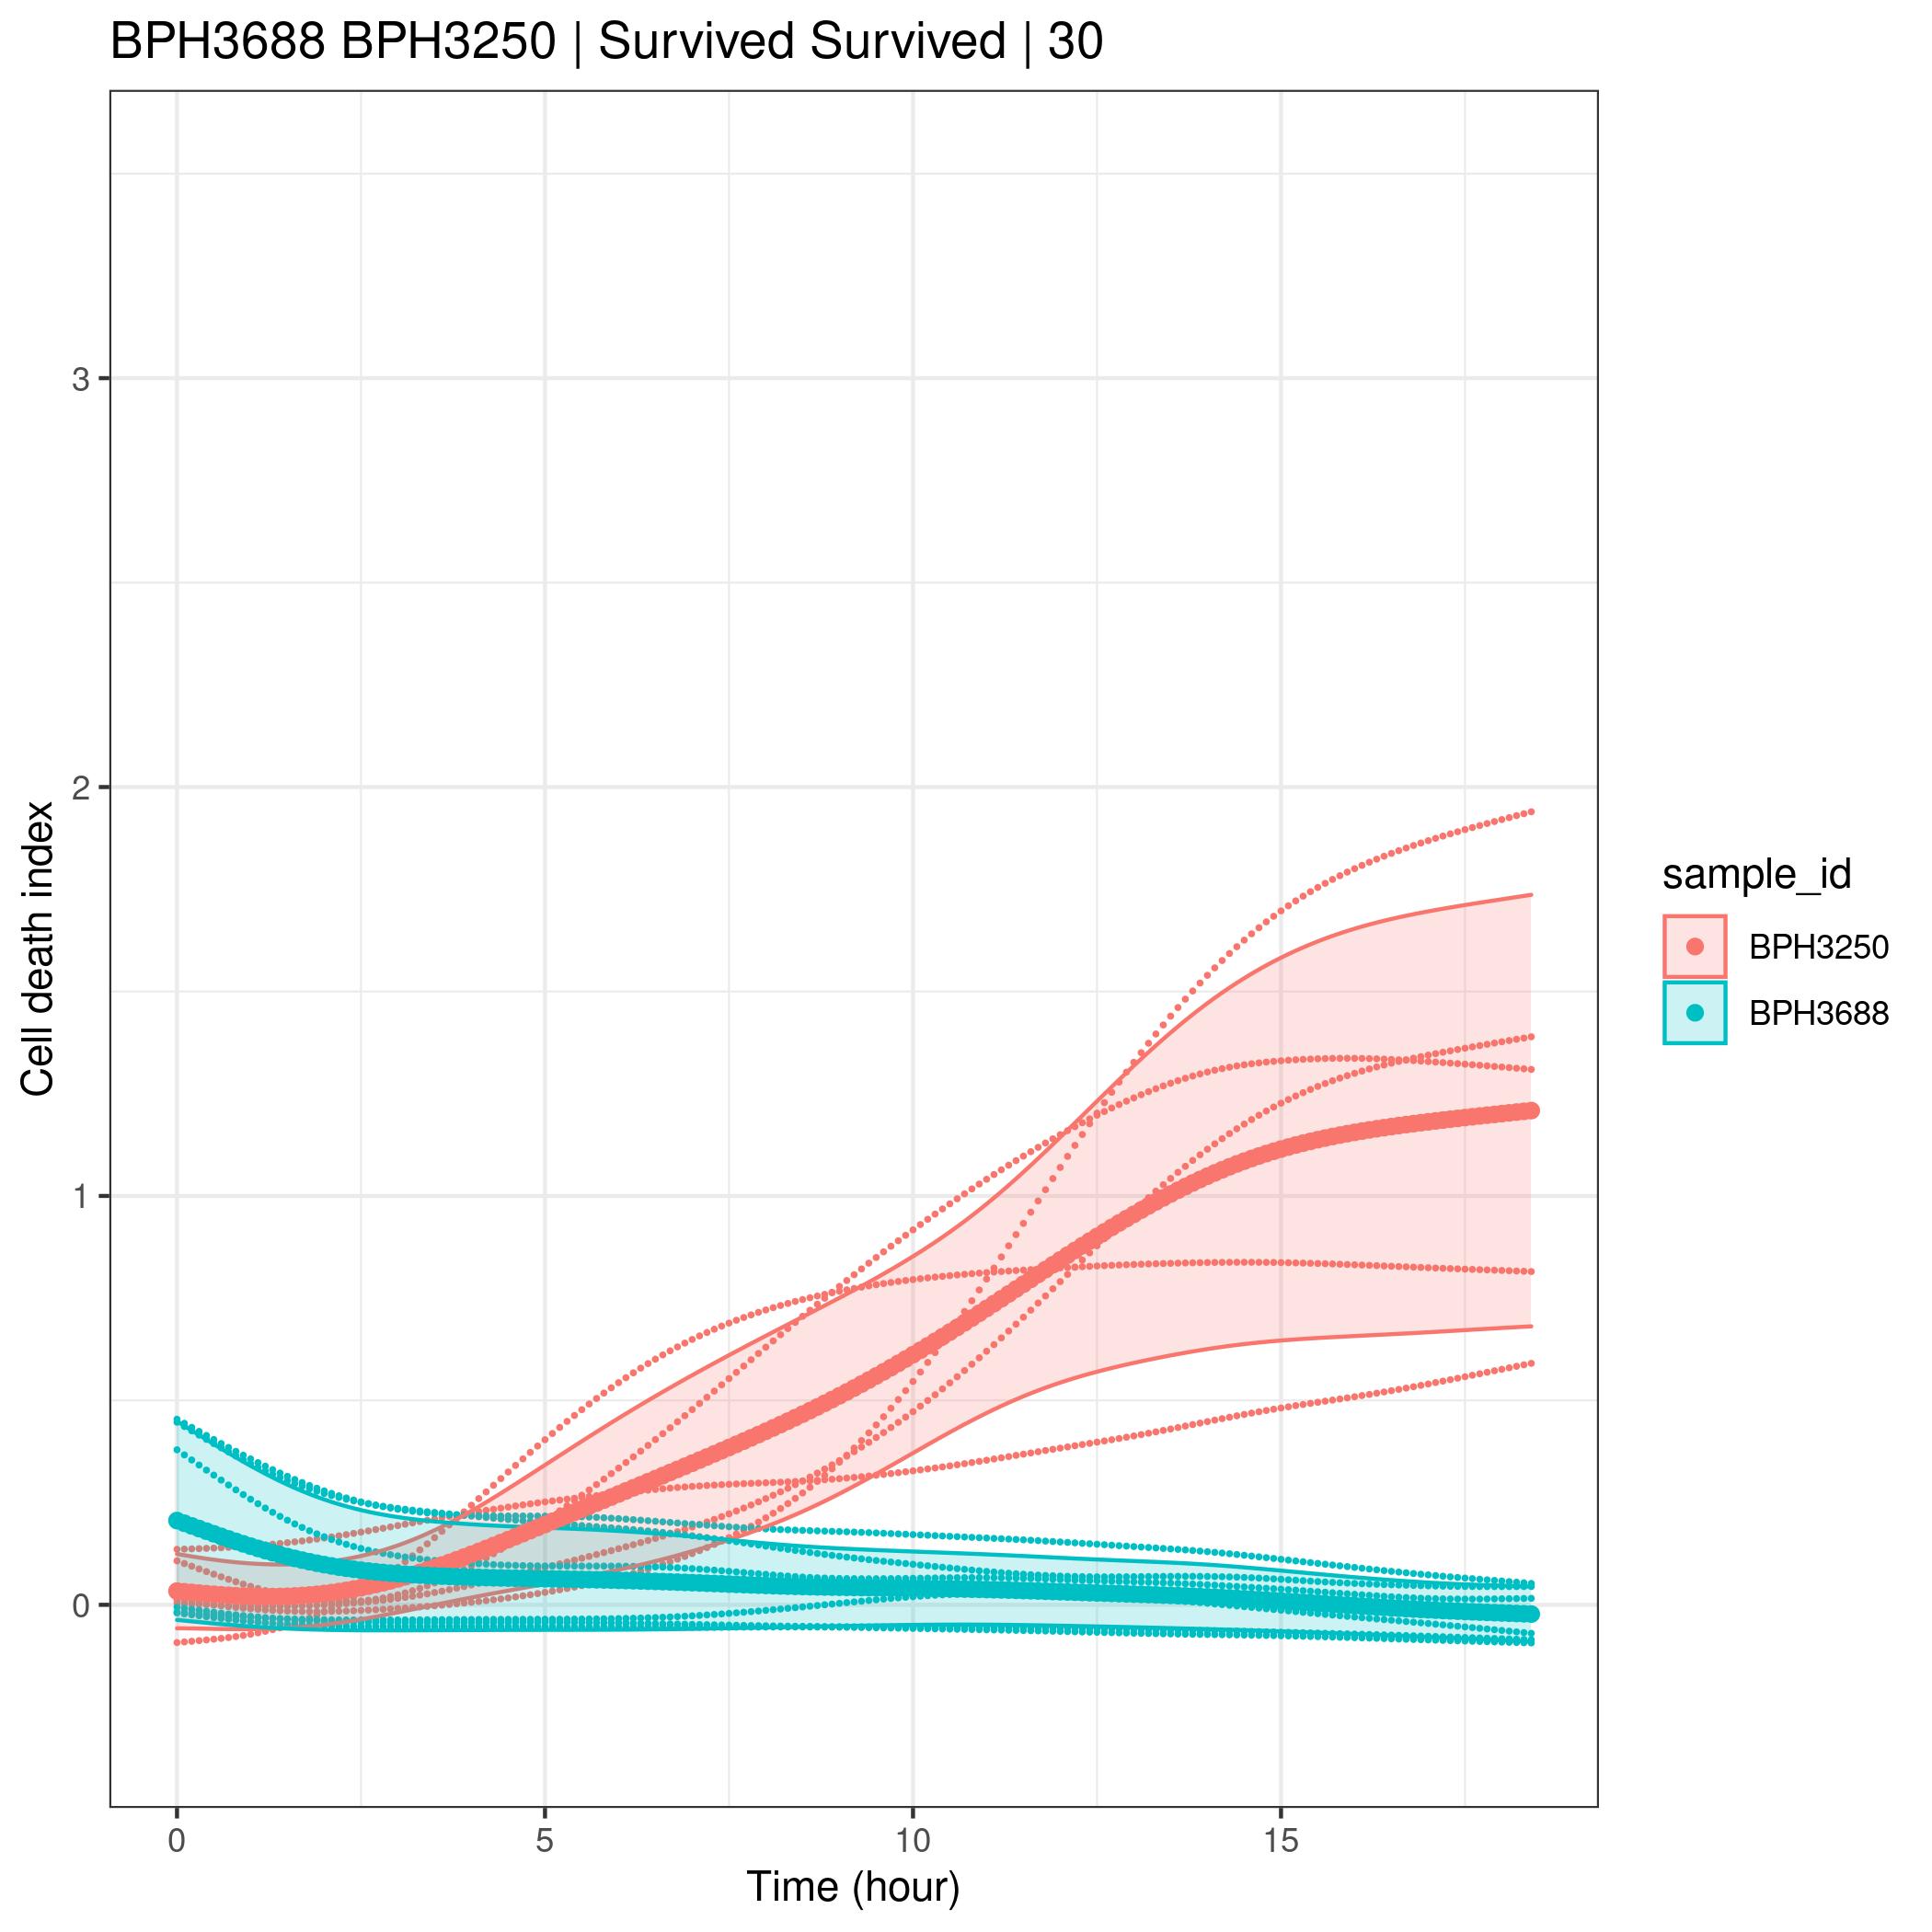 BPH3688 BPH3250 | Survived Survived | 30
Cell death index
3
2
1
0
0 5 10 15
Time (hour)
sample_id
BPH3250
BPH3688